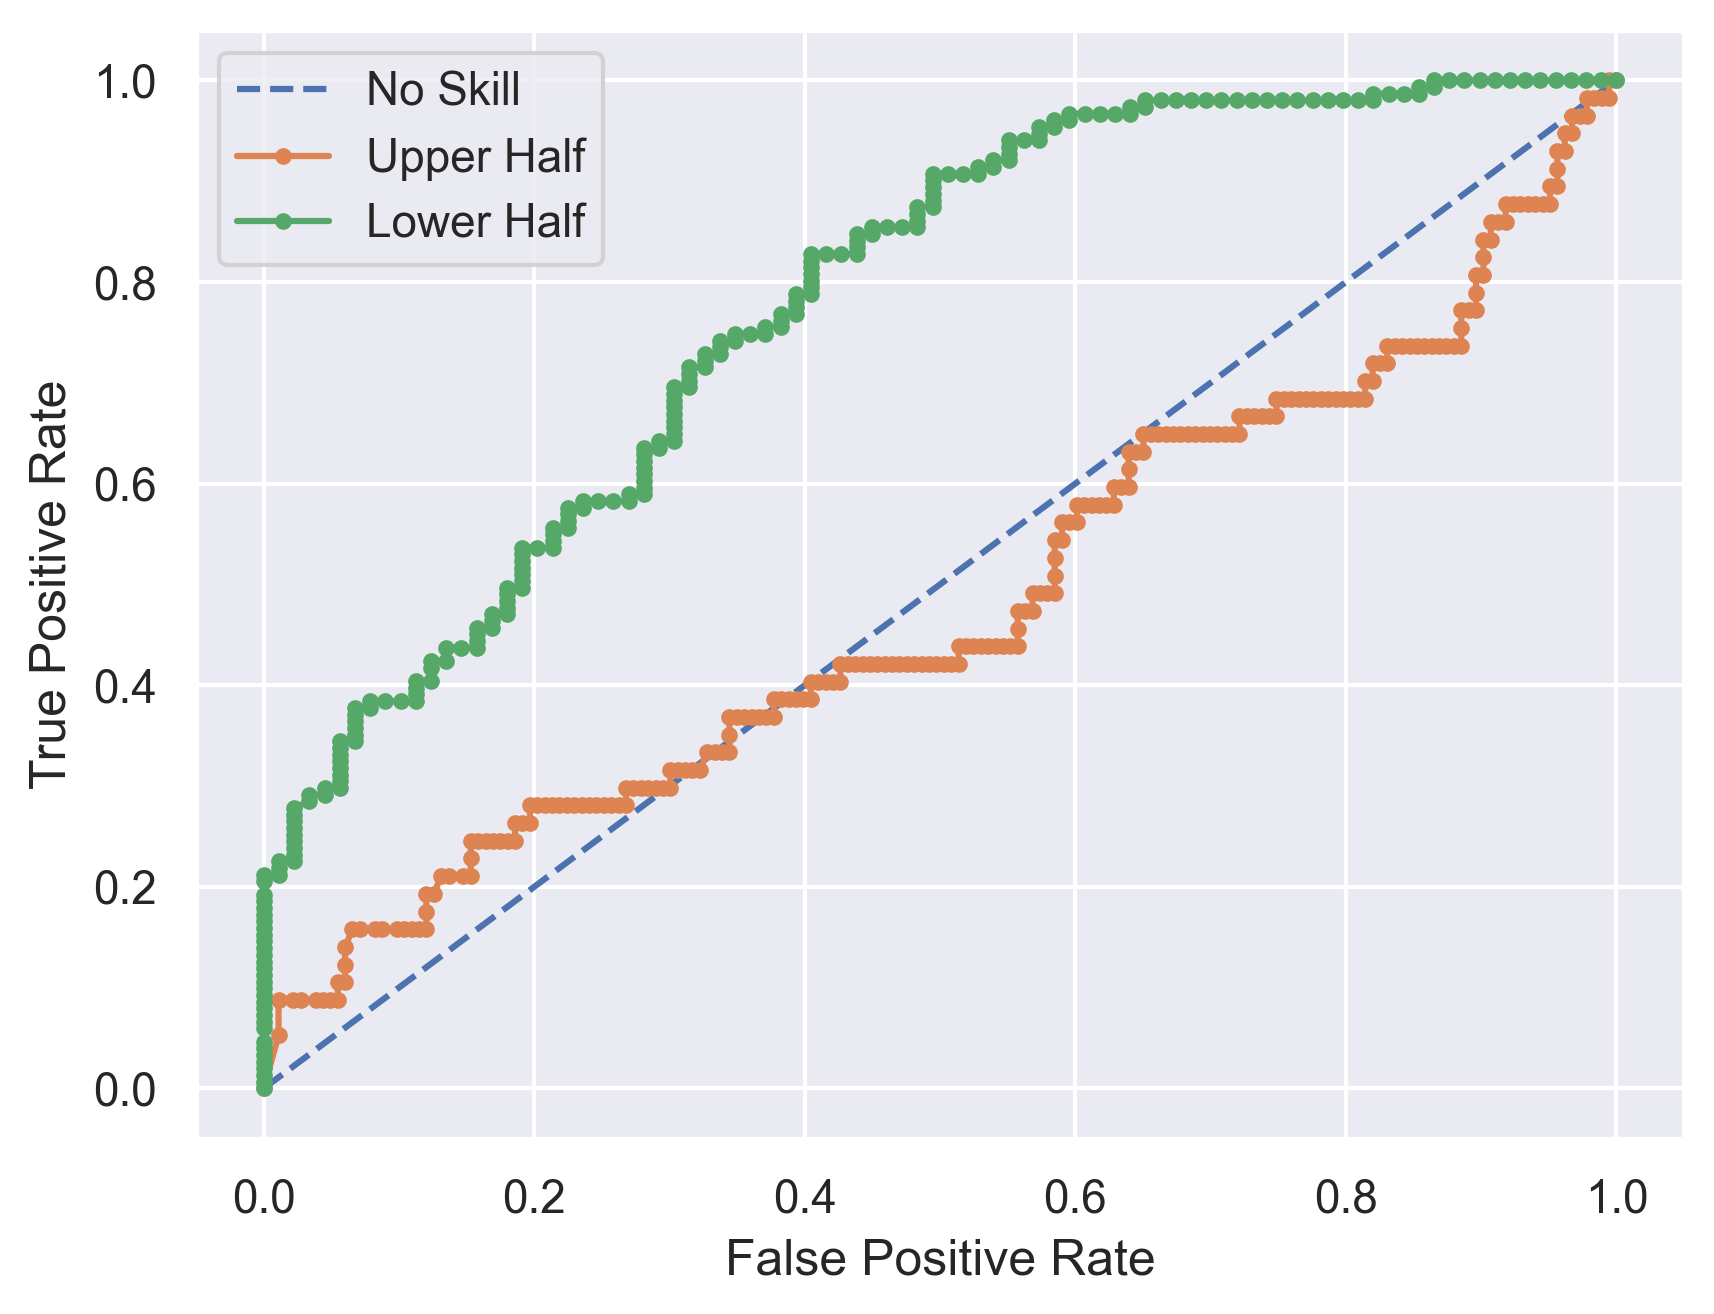 No Skill
Upper Half
Lower Half
1.0
0.8
0.6
0.4
0.2
0.0
True Positive Rate
0.0 0.2 0.4 0.6 0.8 1.0
False Positive Rate